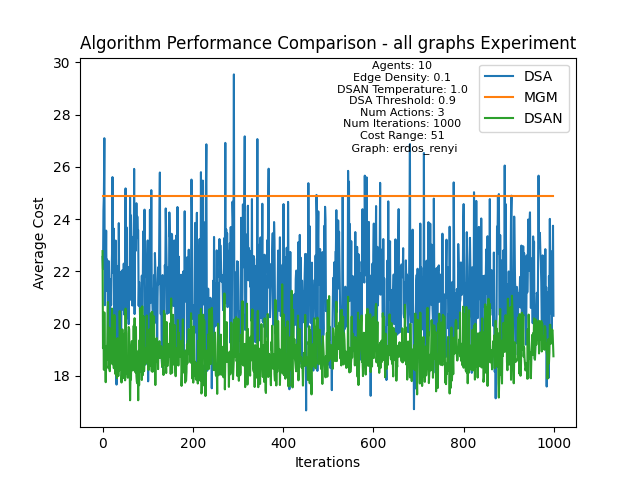 Algorithm Performance Comparison - all graphs Experiment
Agents: 10
Edge Density: 0.1
DSAN Temperature: 1.0
DSA Threshold: 0.9
Num Actions: 3
Num Iterations: 1000
Cost Range: 51
Graph: erdos_renyi
DSA
MGM
DSAN
Average Cost
30
28
26
24
22
20
18
0
200
400
600
800
1000
Iterations